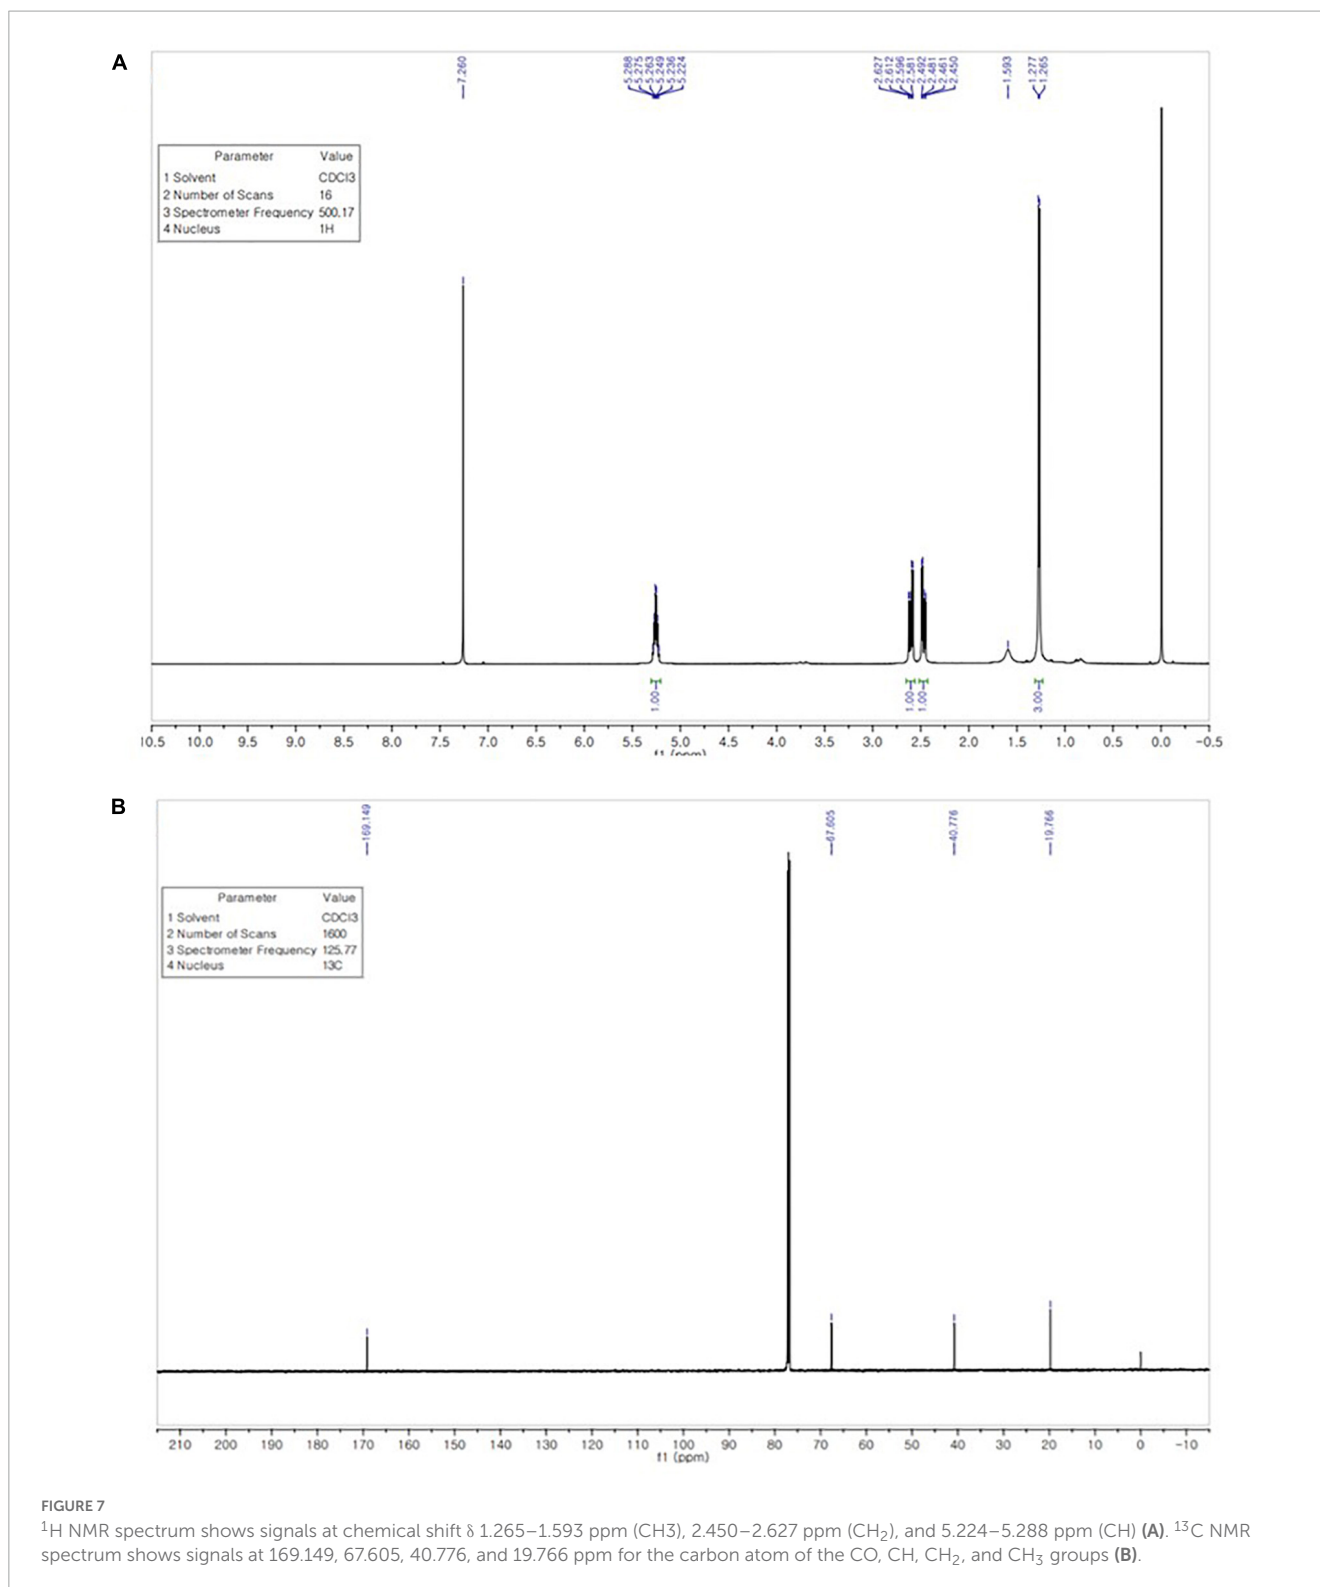 A
7.260
5.288
5.275
5.263
5.249
5.236
5.224
2.627
2.612
2.596
2.581
2.492
2.481
2.461
2.450
1.593
1.277
1.265
Parameter Value
1 Solvent CDCl3
2 Number of Scans 16
3 Spectrometer Frequency 500.17
4 Nucleus 1H
1.00
1.00
1.00
3.00
10.5 10.0 9.5 9.0 8.5 8.0 7.5 7.0 6.5 6.0 5.5 5.0 4.5 4.0 3.5 3.0 2.5 2.0 1.5 1.0 0.5 0.0 -0.5
f1 (ppm)
B
169.149
67.605
40.776
19.766
Parameter Value
1 Solvent CDCl3
2 Number of Scans 1600
3 Spectrometer Frequency 125.77
4 Nucleus 13C
210 200 190 180 170 160 150 140 130 120 110 100 90 80 70 60 50 40 30 20 10 0 -10
f1 (ppm)
FIGURE 7
¹H NMR spectrum shows signals at chemical shift δ 1.265–1.593 ppm (CH3), 2.450–2.627 ppm (CH₂), and 5.224–5.288 ppm (CH) (A). ¹³C NMR
spectrum shows signals at 169.149, 67.605, 40.776, and 19.766 ppm for the carbon atom of the CO, CH, CH₂, and CH₃ groups (B).